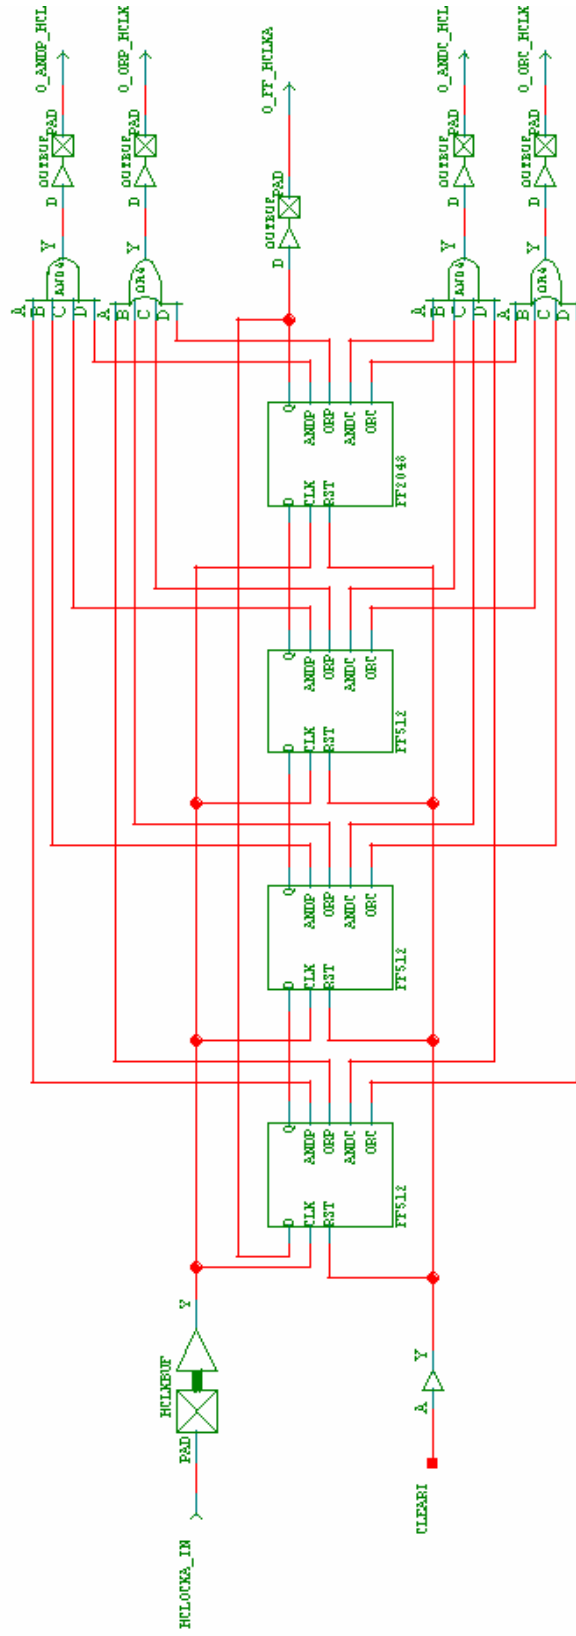 O_ANDP_HCL
OUTBUF PAD
D
Y
AND4
A
B
C
D
O_ORP_HCLK
OUTBUF PAD
D
Y
OR4
A
B
C
D
O_FF_HCLKA
OUTBUF PAD
D
O_ANDC_HCL
OUTBUF PAD
D
Y
AND4
A
B
C
D
O_ORC_HCLK
OUTBUF PAD
D
Y
OR4
A
B
C
D
Q
ANDP
ORP
ANDC
ORC
D
CLK
RST
FF2048
Q
ANDP
ORP
ANDC
ORC
D
CLK
RST
FF512
Q
ANDP
ORP
ANDC
ORC
D
CLK
RST
FF512
Q
ANDP
ORP
ANDC
ORC
D
CLK
RST
FF512
Y
HCLKBUF
PAD
HCLOCKA_IN
Y
A
CLEAR1